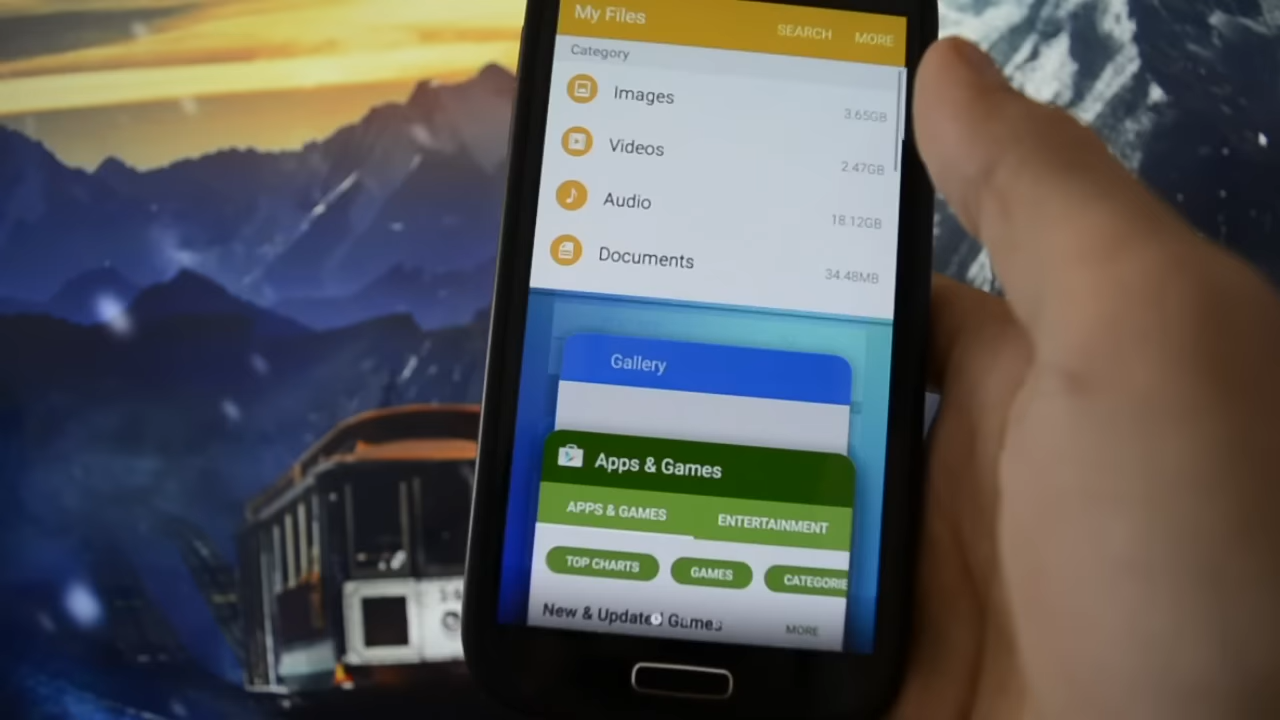 My Files
SEARCH MORE
Category
Images 3.65GB
Videos 2.47GB
Audio 18.12GB
Documents 34.48MB
Gallery
Apps & Games
APPS & GAMES ENTERTAINMENT
TOP CHARTS GAMES CATEGORIE
New & Updated Games MORE